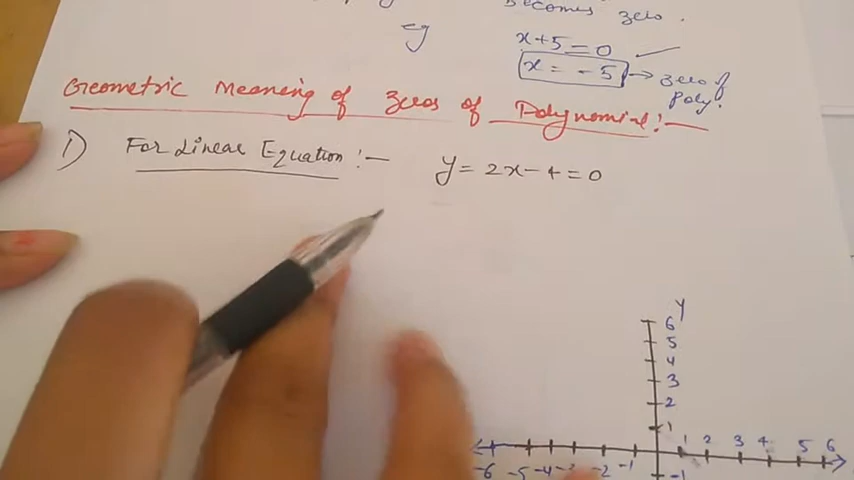 Becomes zero.
eg
x+5=0
x = -5 → zero of
poly.
Geometric Meaning of Zeros of Polynomial:—
1) For Linear Equation:— y = 2x-4=0
Y
6
5
4
3
2
1
-6 -5 -4 -3 -2 -1 1 2 3 4 5 6
-1